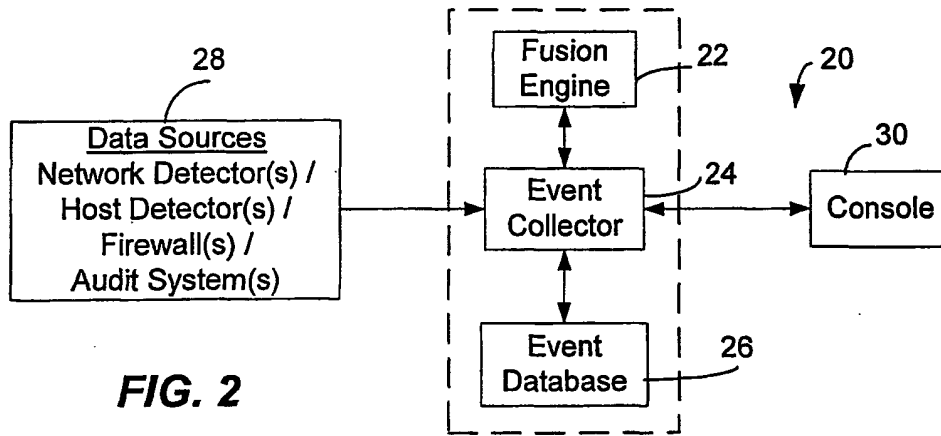 28
Data Sources
Network Detector(s) /
Host Detector(s) /
Firewall(s) /
Audit System(s)
Fusion
Engine
22
20
Event
Collector
24
30
Console
Event
Database
26
FIG. 2